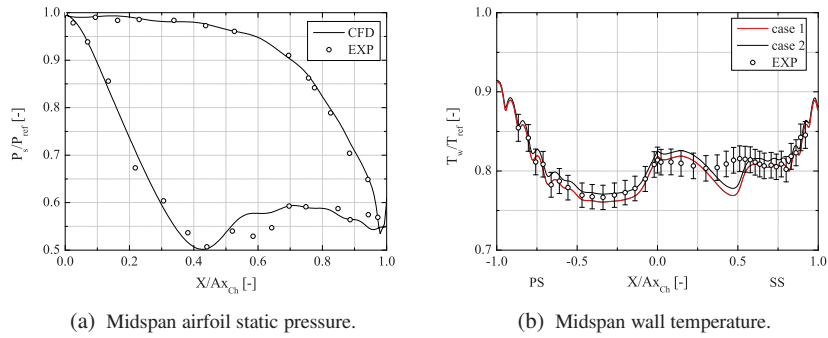 1.0
0.9
0.8
0.7
0.6
0.5
P_s/P_ref [-]
0.0 0.2 0.4 0.6 0.8 1.0
X/Ax_Ch [-]
CFD
EXP
(a) Midspan airfoil static pressure.
1.0
0.9
0.8
0.7
T_w/T_ref [-]
-1.0 -0.5 0.0 0.5 1.0
PS X/Ax_Ch [-] SS
case 1
case 2
EXP
(b) Midspan wall temperature.